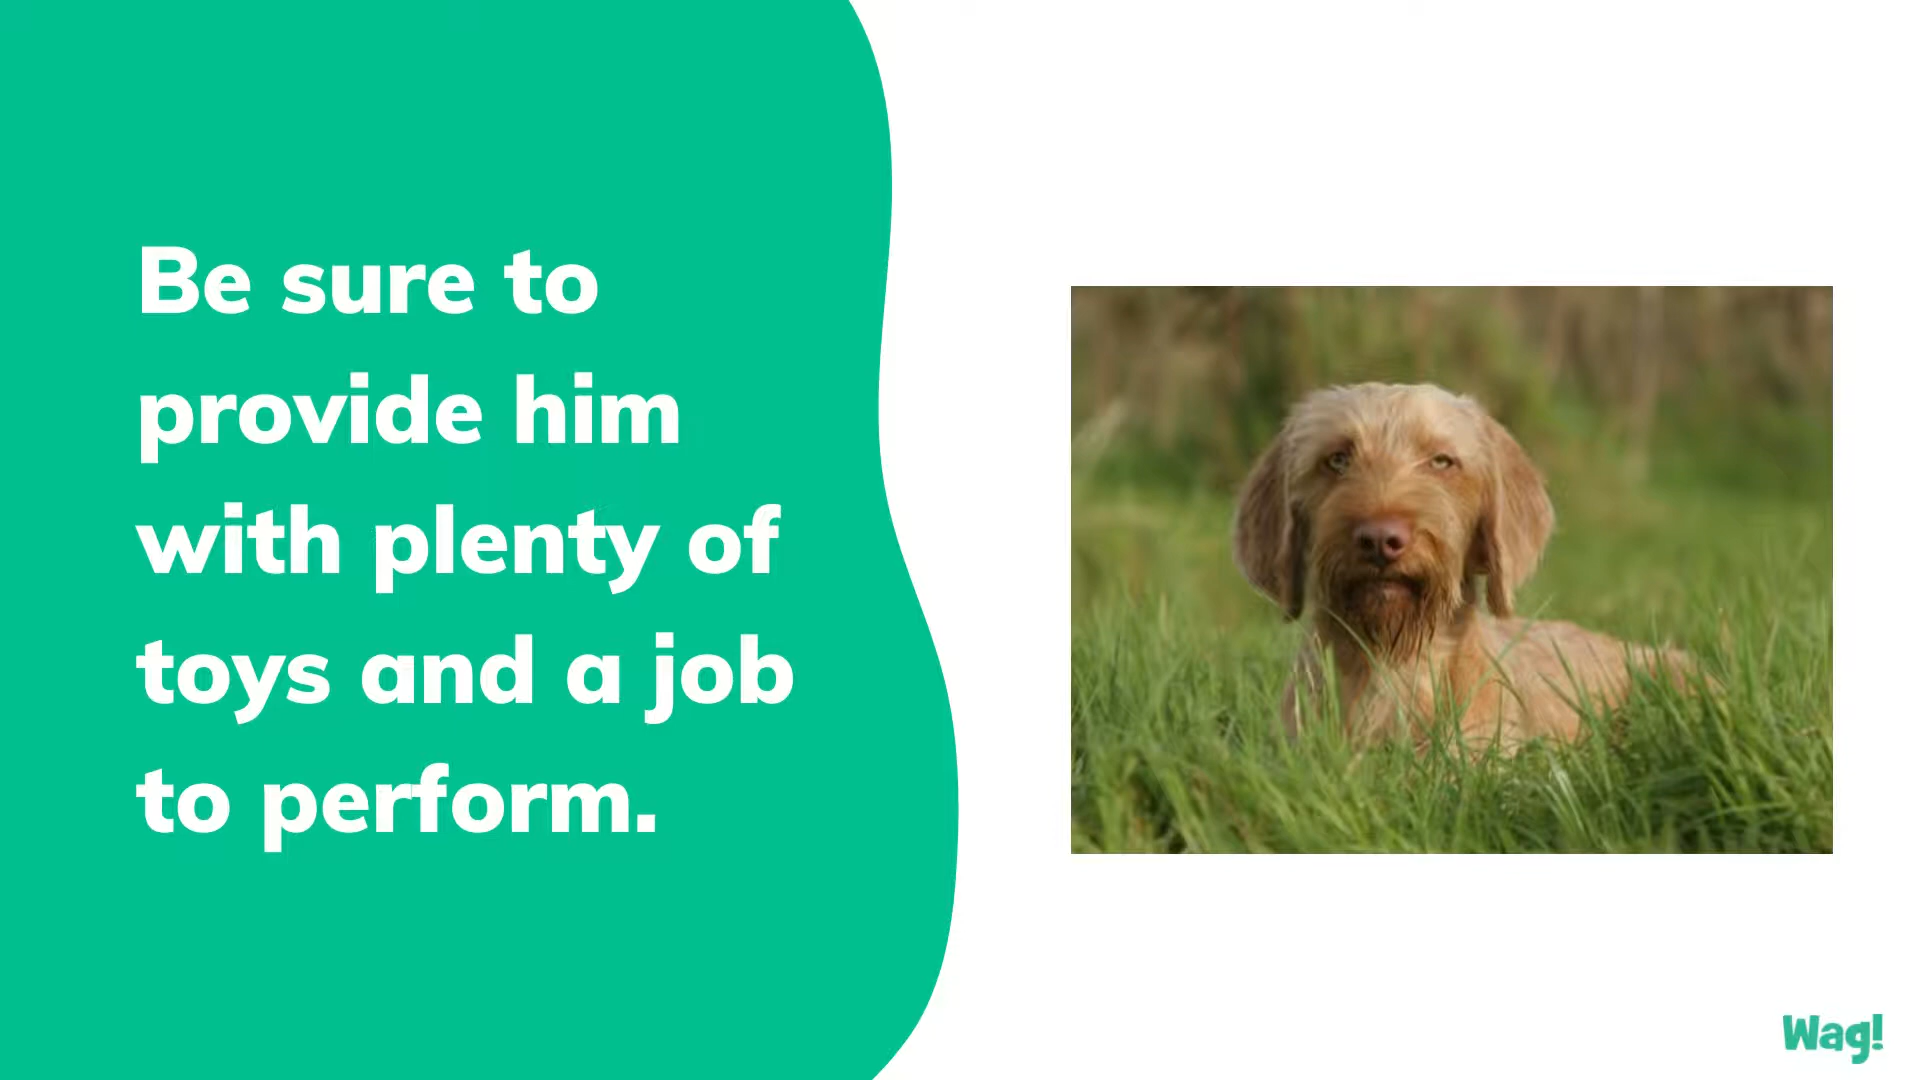 Be sure to
provide him
with plenty of
toys and a job
to perform.
Wag!